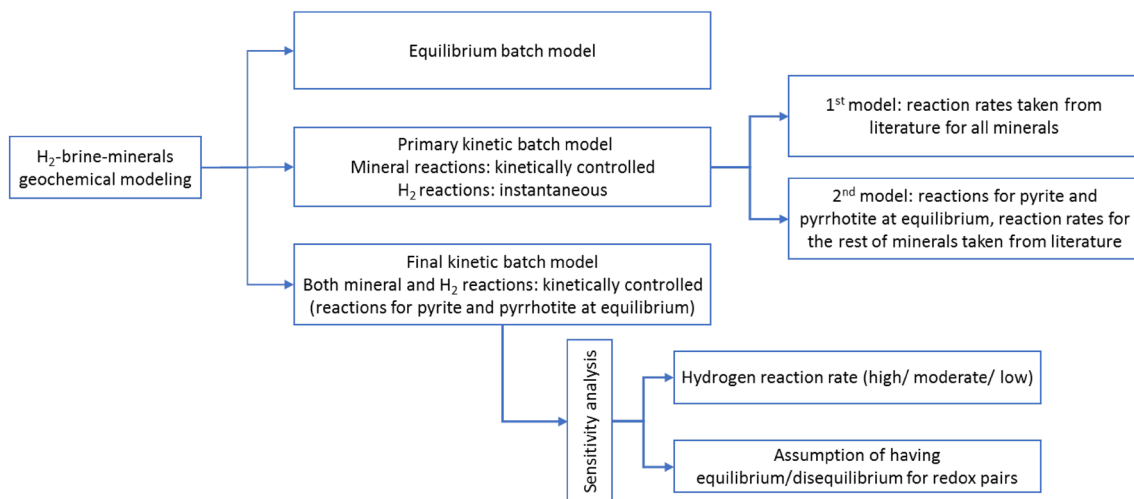 H₂-brine-minerals
geochemical modeling
Equilibrium batch model
Primary kinetic batch model
Mineral reactions: kinetically controlled
H₂ reactions: instantaneous
1st model: reaction rates taken from
literature for all minerals
2nd model: reactions for pyrite and
pyrrhotite at equilibrium, reaction rates for
the rest of minerals taken from literature
Final kinetic batch model
Both mineral and H₂ reactions: kinetically controlled
(reactions for pyrite and pyrrhotite at equilibrium)
Sensitivity analysis
Hydrogen reaction rate (high/ moderate/ low)
Assumption of having
equilibrium/disequilibrium for redox pairs